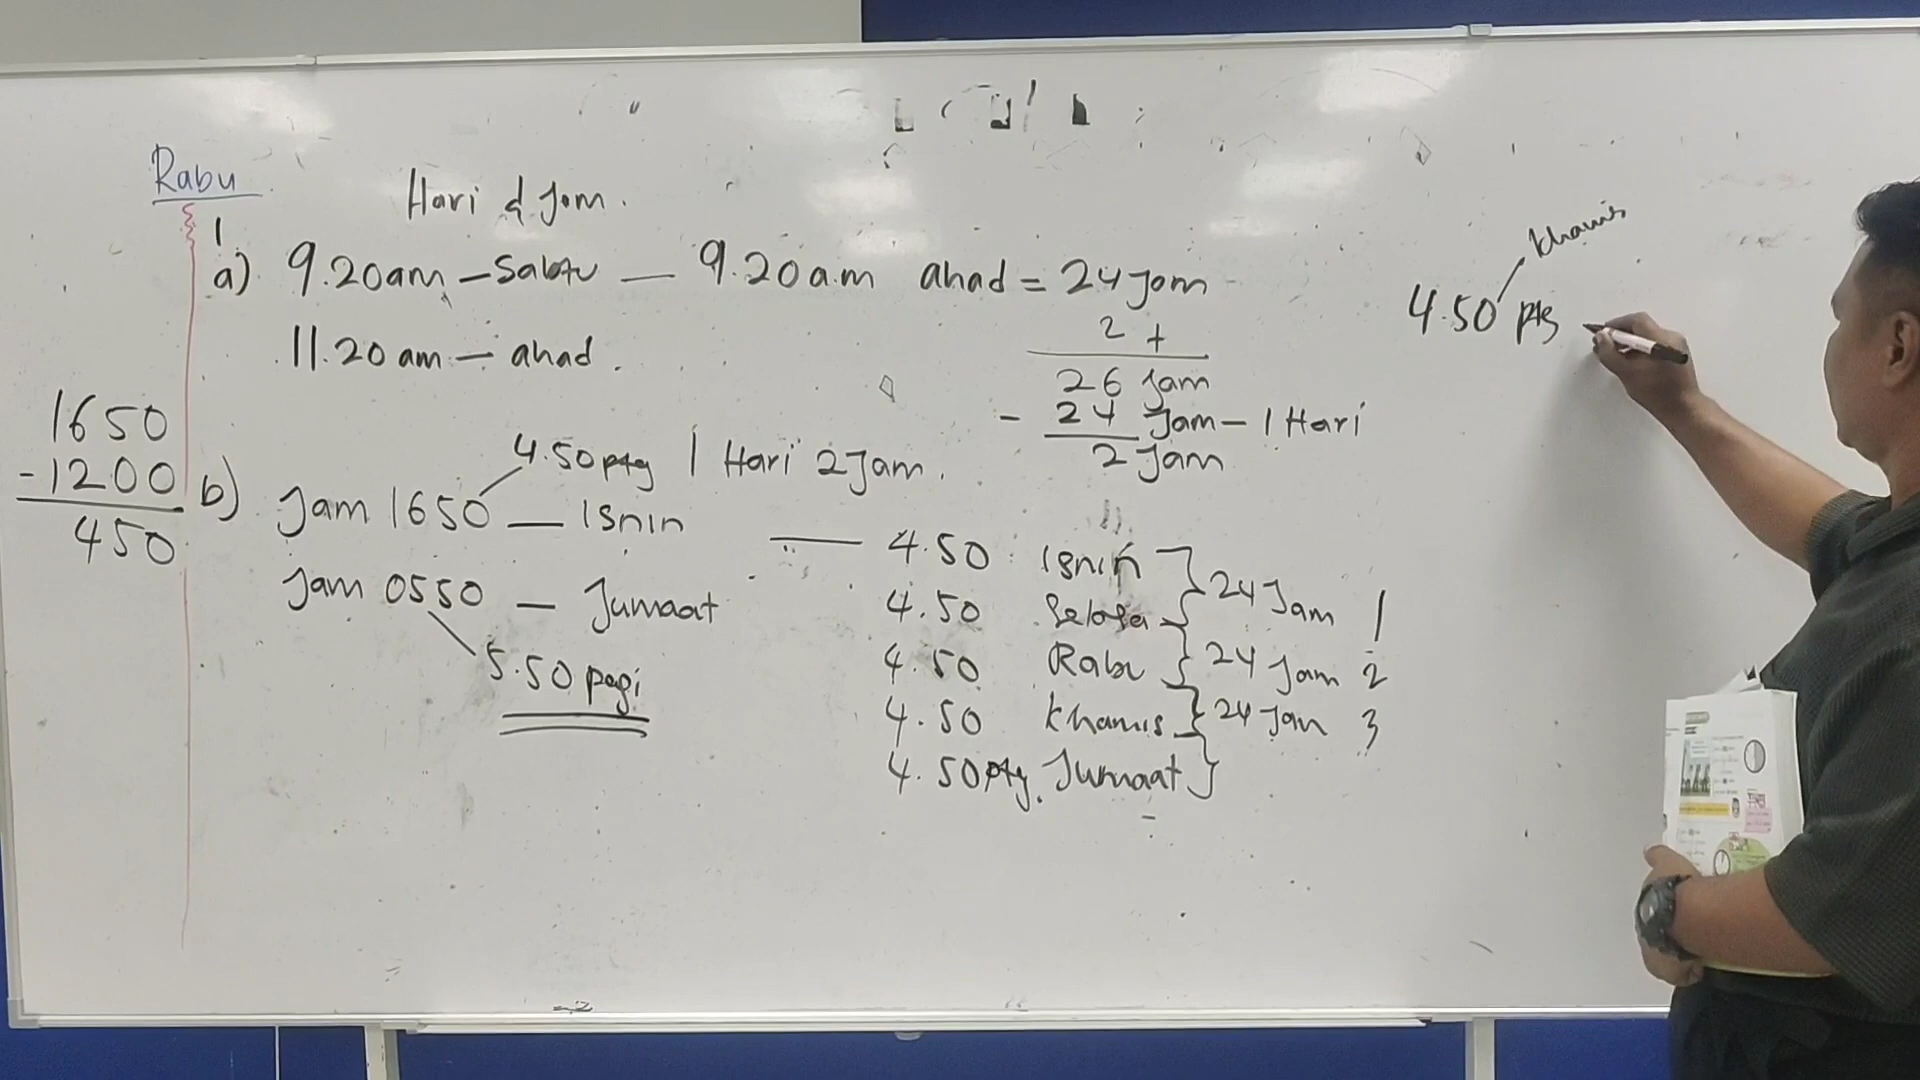 Rabu
Hari & Jam.
1
a) 9.20am – Sabtu — 9.20a.m ahad = 24 Jam
2 +
11.20 am – ahad.
26 Jam
- 24 Jam – 1 Hari
2 Jam
1650
-1200
450
4.50ptg 1 Hari 2 Jam.
b) Jam 1650 — Isnin
Jam 0550 – Jumaat
5.50 pagi
— 4.50 Isnin } 24 Jam 1
4.50 Selasa
4.50 Rabu } 24 Jam 2
4.50 Khamis } 24 Jam 3
4.50ptg. Jumaat }
Khamis
4.50 ptg